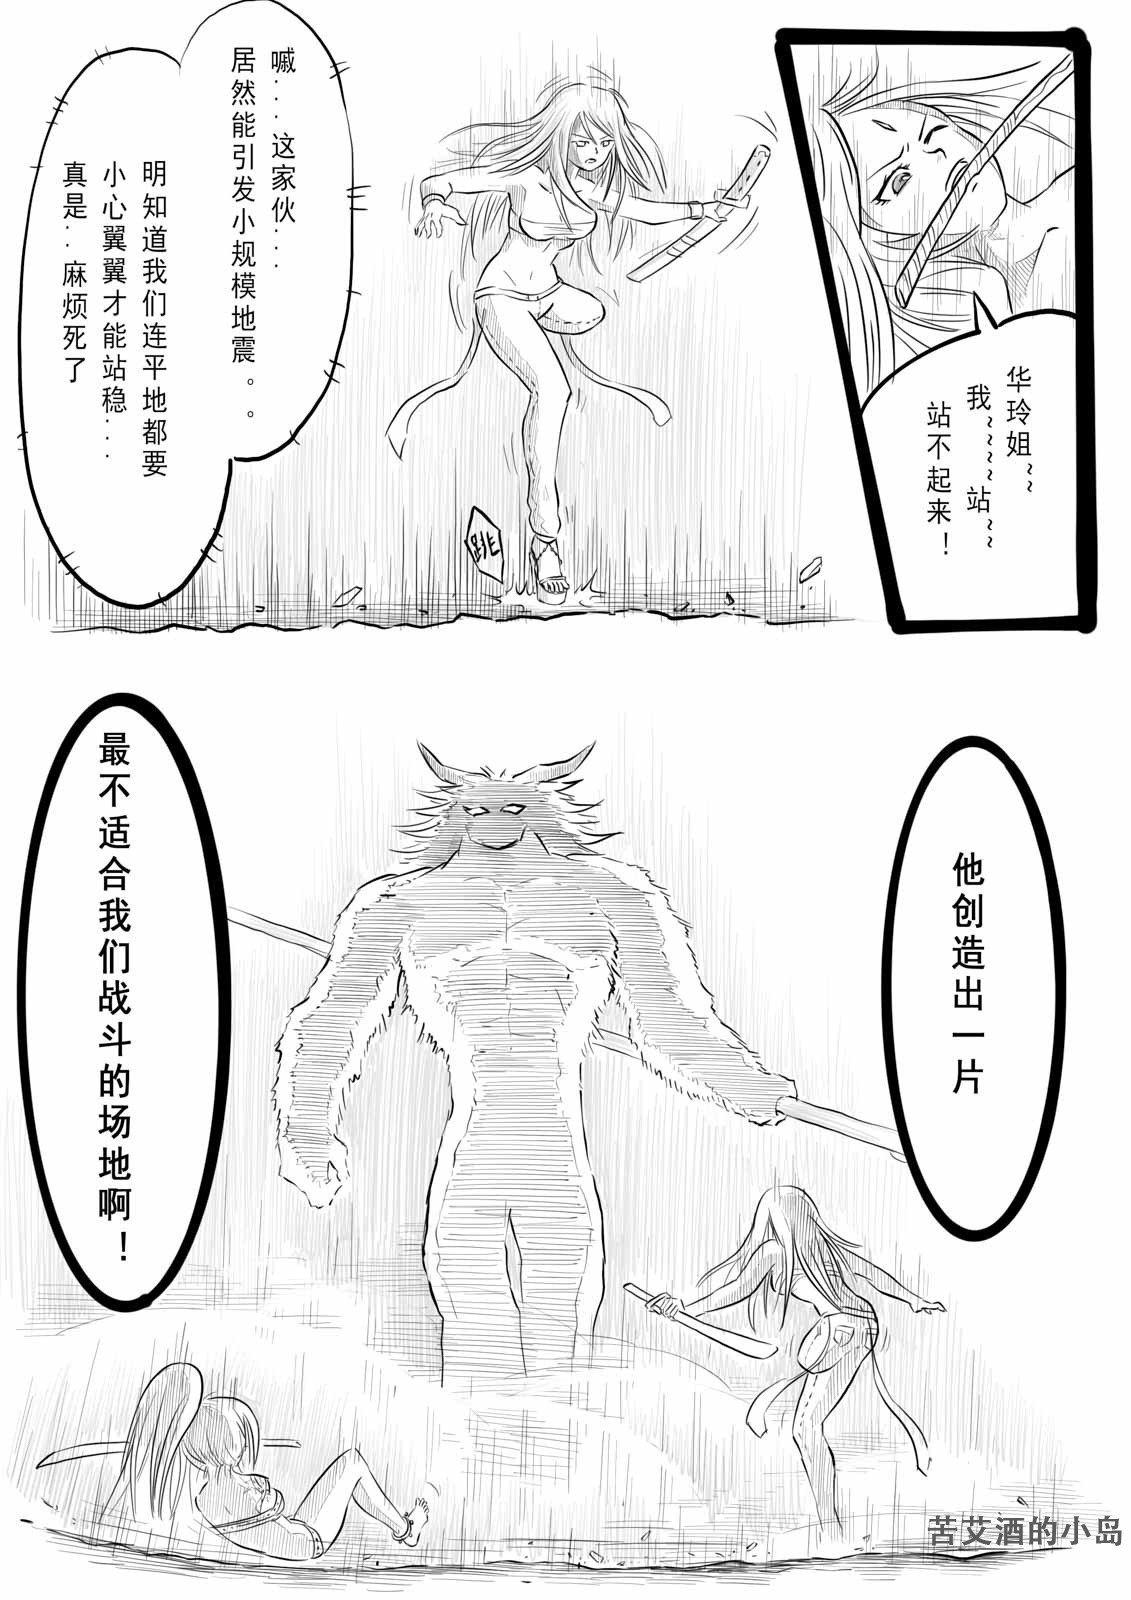 华玲姐~~
我~~~~站~~
站不起来！
嘁...这家伙...
居然能引发小规模地震。。
明知道我们连平地都要
小心翼翼才能站稳...
真是..麻烦死了
跳
他创造出一片
最不适合我们战斗的场地啊！
苦艾酒的小岛